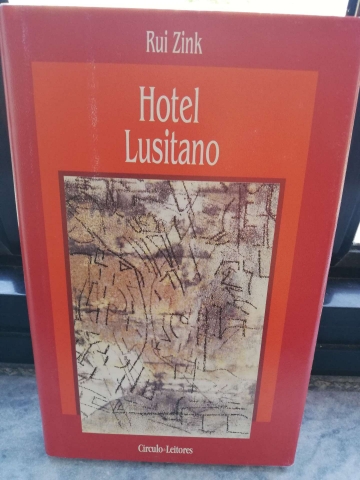 Rui Zink
Hotel
Lusitano
Círculo-Leitores